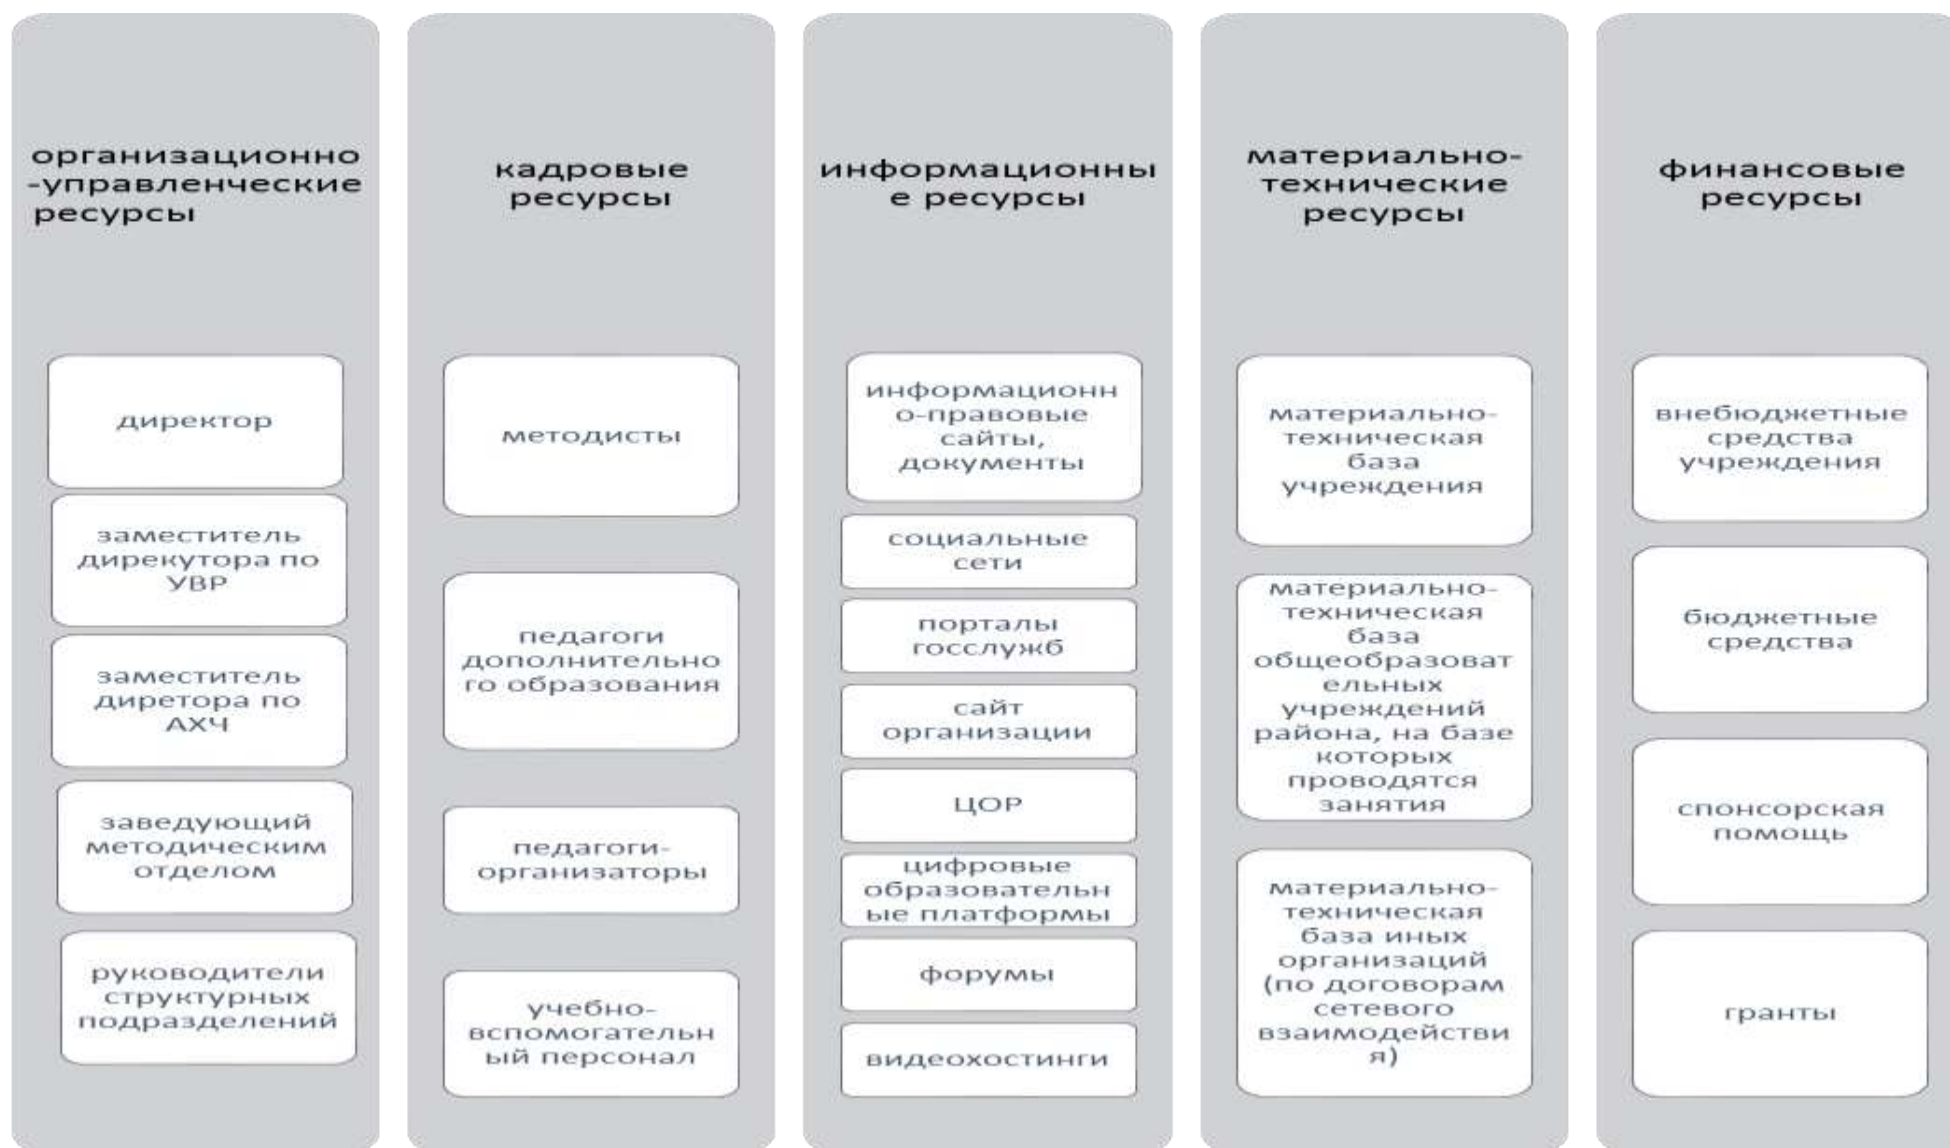 организационно
-управленческие
ресурсы
директор
заместитель
дирекутора по
УВР
заместитель
диретора по
АХЧ
заведующий
методическим
отделом
руководители
структурных
подразделений
кадровые
ресурсы
методисты
педагоги
дополнительно
го образования
педагоги-
организаторы
учебно-
вспомогательн
ый персонал
информационны
е ресурсы
информационн
о-правовые
сайты,
документы
социальные
сети
порталы
госслужб
сайт
организации
ЦОР
цифровые
образовательн
ые платформы
форумы
видеохостинги
материально-
технические
ресурсы
материально-
техническая
база
учреждения
материально-
техническая
база
общеобразоват
ельных
учреждений
района, на базе
которых
проводятся
занятия
материально-
техническая
база иных
организаций
(по договорам
сетевого
взаимодействи
я)
финансовые
ресурсы
внебюджетные
средства
учреждения
бюджетные
средства
спонсорская
помощь
гранты